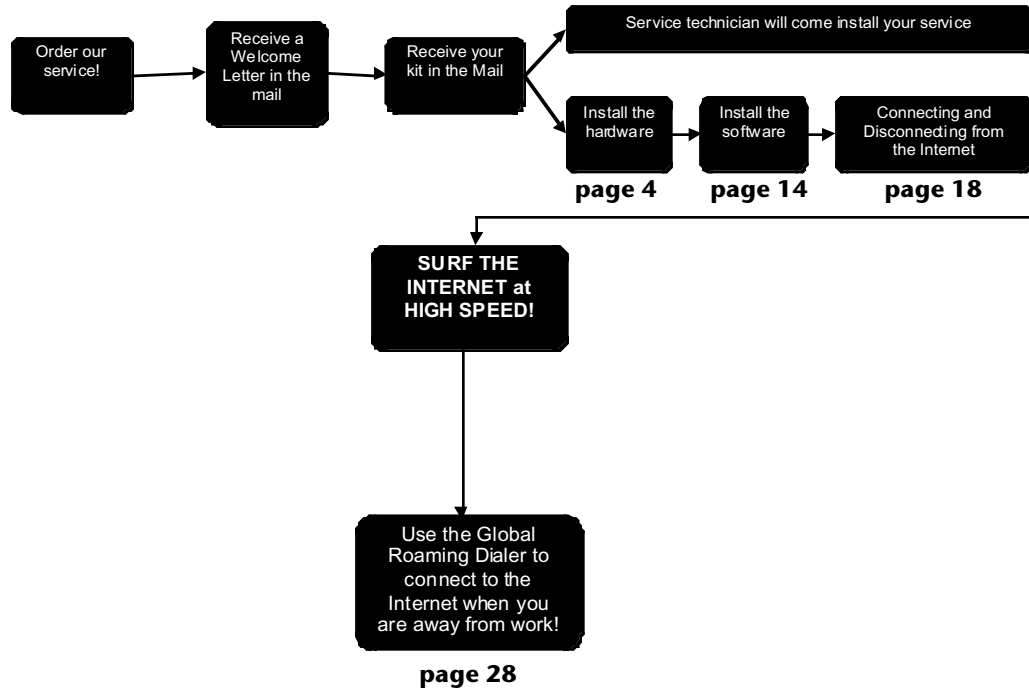 Order our
service!
Receive a
Welcome
Letter in the
mail
Receive your
kit in the Mail
Service technician will come install your service
Install the
hardware
page 4
Install the
software
page 14
Connecting and
Disconnecting from
the Internet
page 18
SURF THE
INTERNET at
HIGH SPEED!
Use the Global
Roaming Dialer to
connect to the
Internet when you
are away from work!
page 28